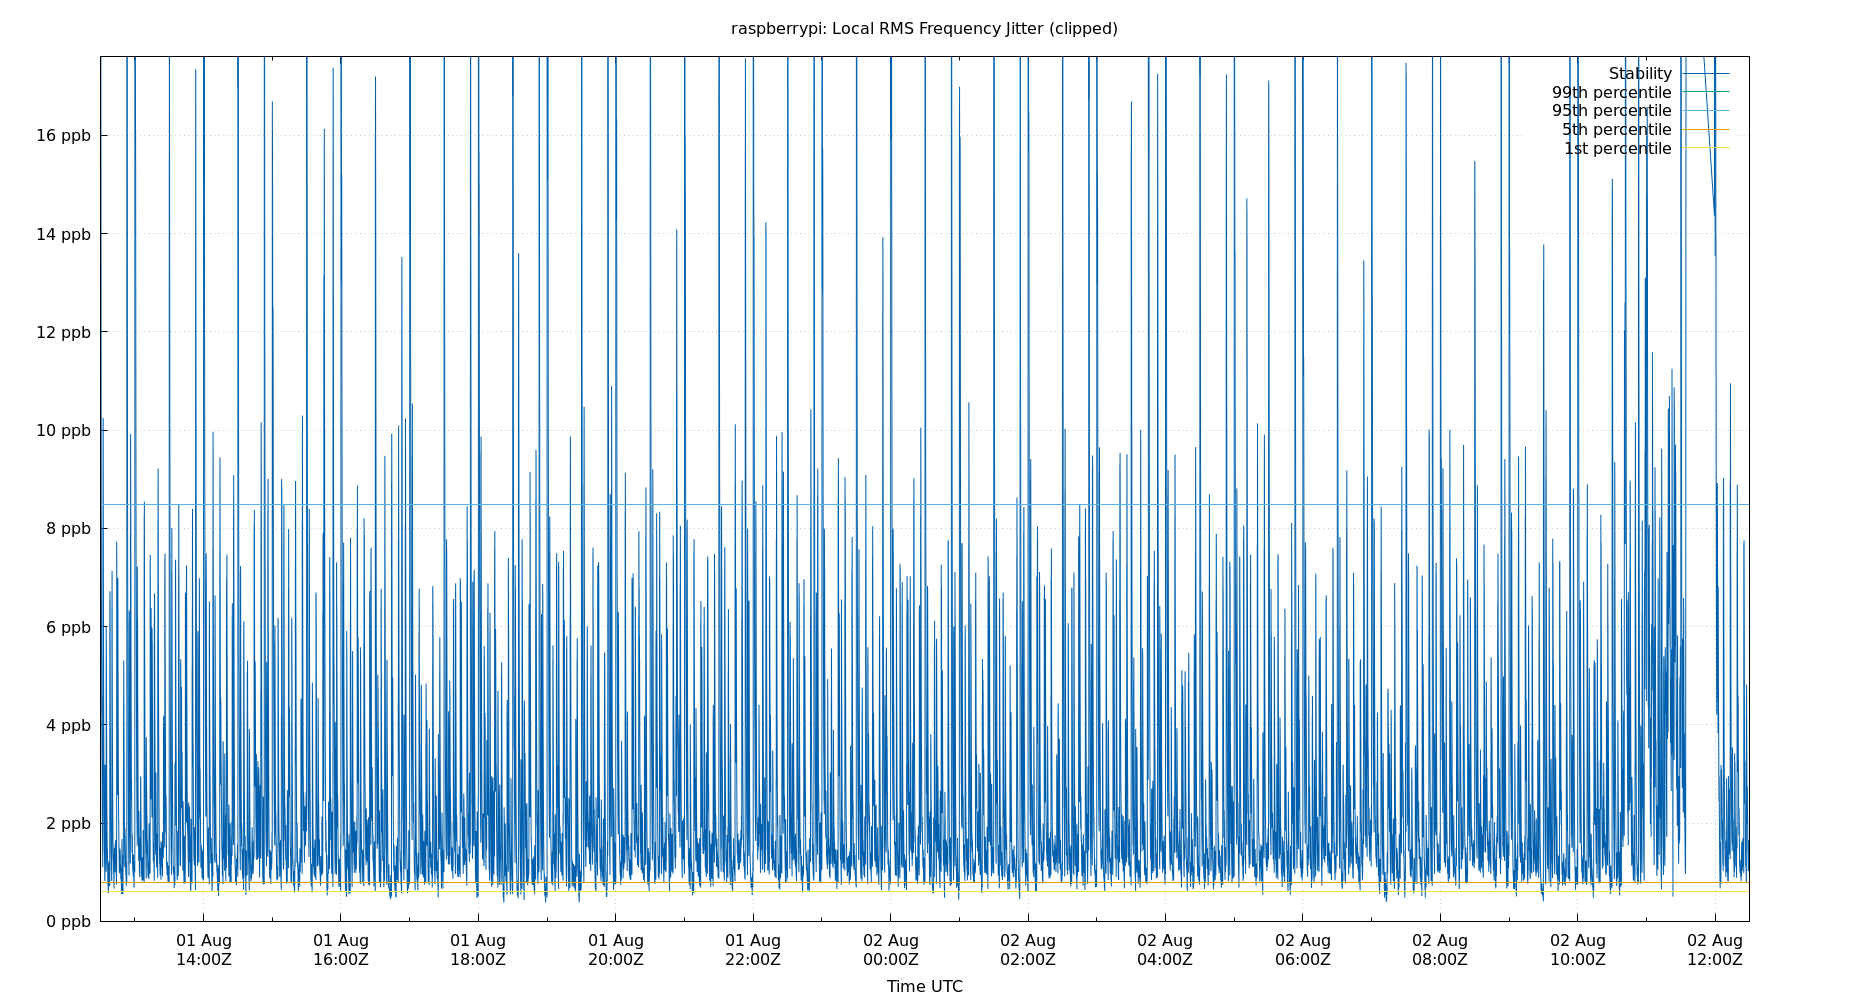 raspberrypi: Local RMS Frequency Jitter (clipped)
Stability
99th percentile
95th percentile
5th percentile
1st percentile
16 ppb
14 ppb
12 ppb
10 ppb
8 ppb
6 ppb
4 ppb
2 ppb
0 ppb
01 Aug 01 Aug 01 Aug 01 Aug 01 Aug 02 Aug 02 Aug 02 Aug 02 Aug 02 Aug 02 Aug 02 Aug
14:00Z 16:00Z 18:00Z 20:00Z 22:00Z 00:00Z 02:00Z 04:00Z 06:00Z 08:00Z 10:00Z 12:00Z
Time UTC